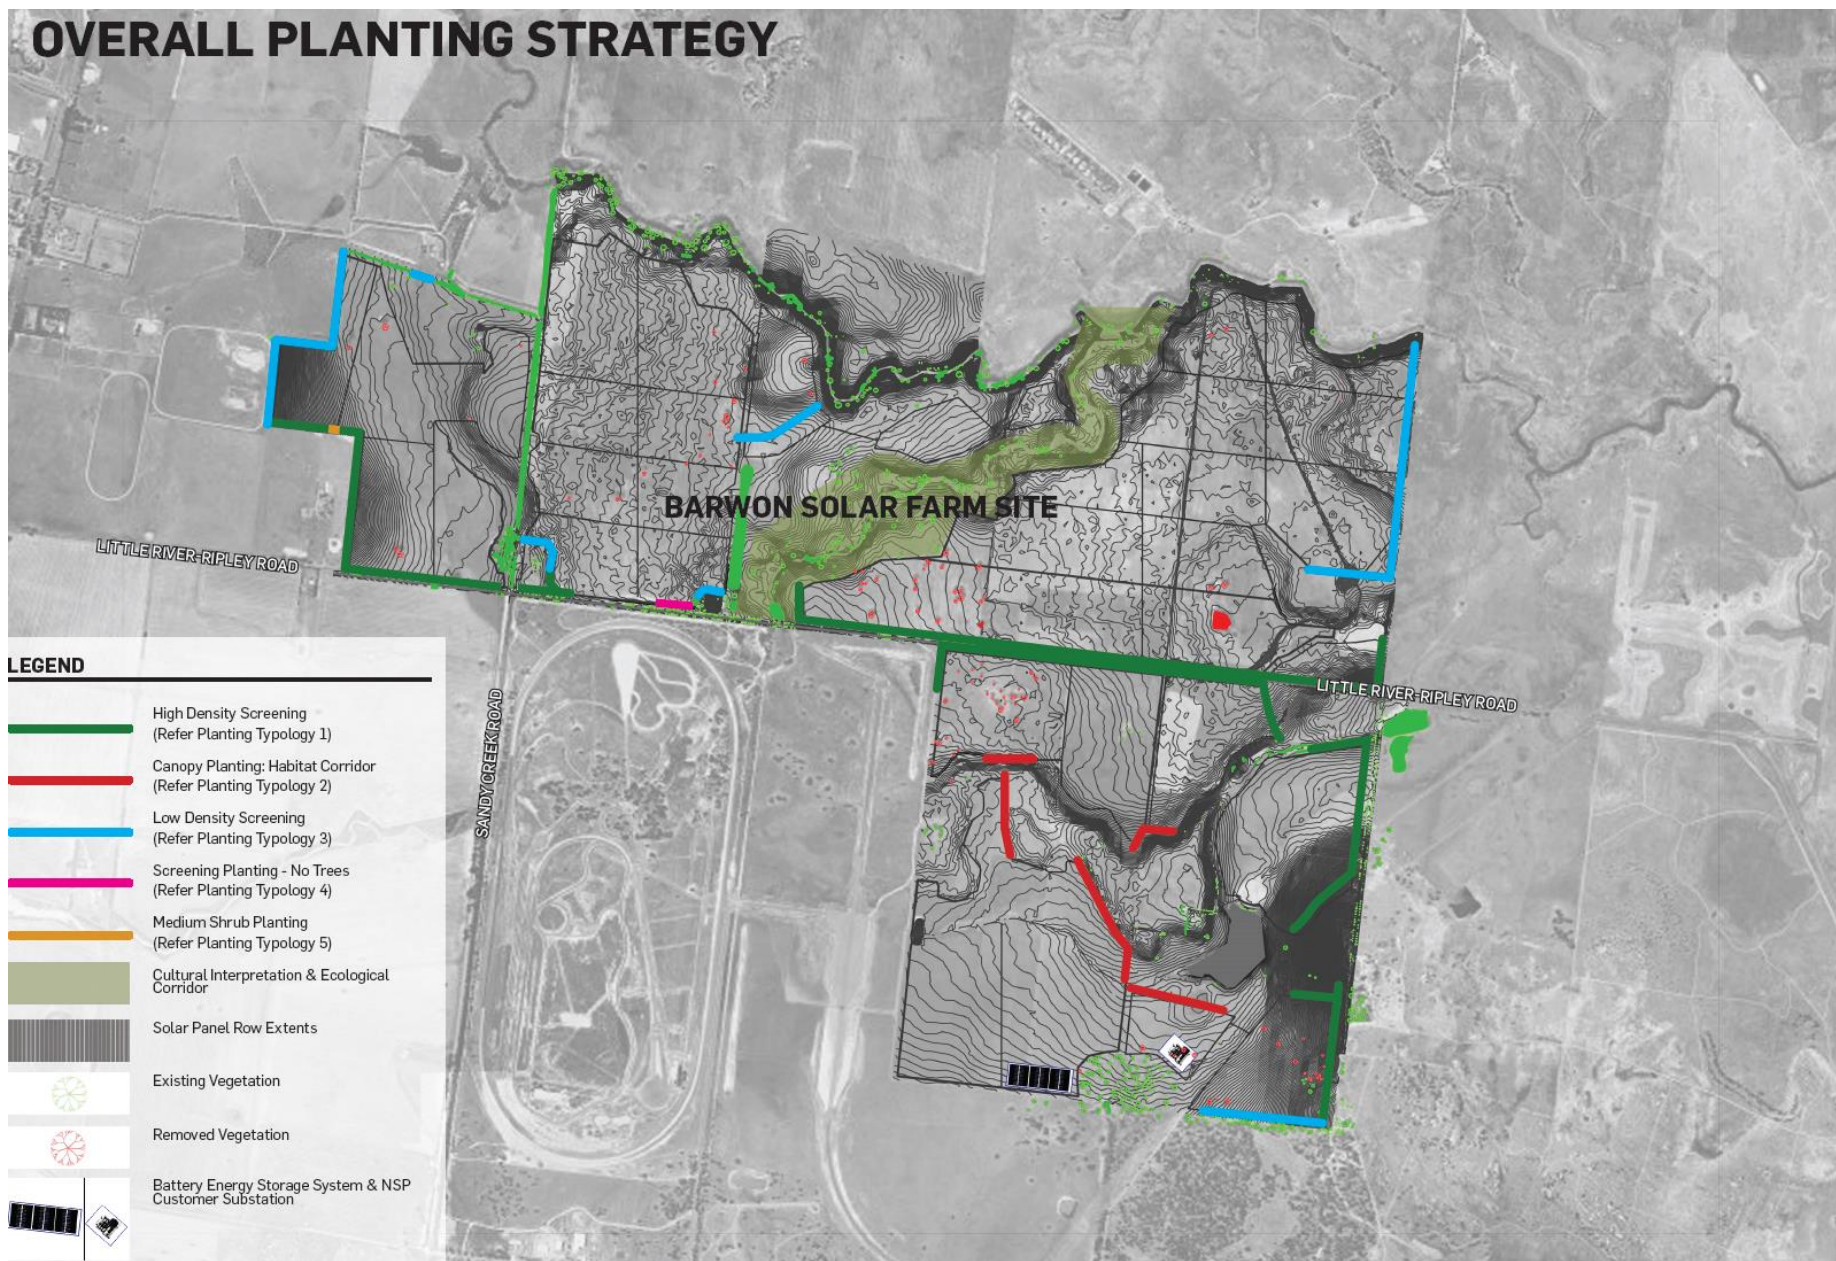 OVERALL PLANTING STRATEGY
BARWON SOLAR FARM SITE
LITTLE RIVER-RIPLEY ROAD
LITTLE RIVER-RIPLEY ROAD
SANDY CREEK ROAD
LEGEND
High Density Screening
(Refer Planting Typology 1)
Canopy Planting: Habitat Corridor
(Refer Planting Typology 2)
Low Density Screening
(Refer Planting Typology 3)
Screening Planting - No Trees
(Refer Planting Typology 4)
Medium Shrub Planting
(Refer Planting Typology 5)
Cultural Interpretation & Ecological
Corridor
Solar Panel Row Extents
Existing Vegetation
Removed Vegetation
Battery Energy Storage System & NSP
Customer Substation